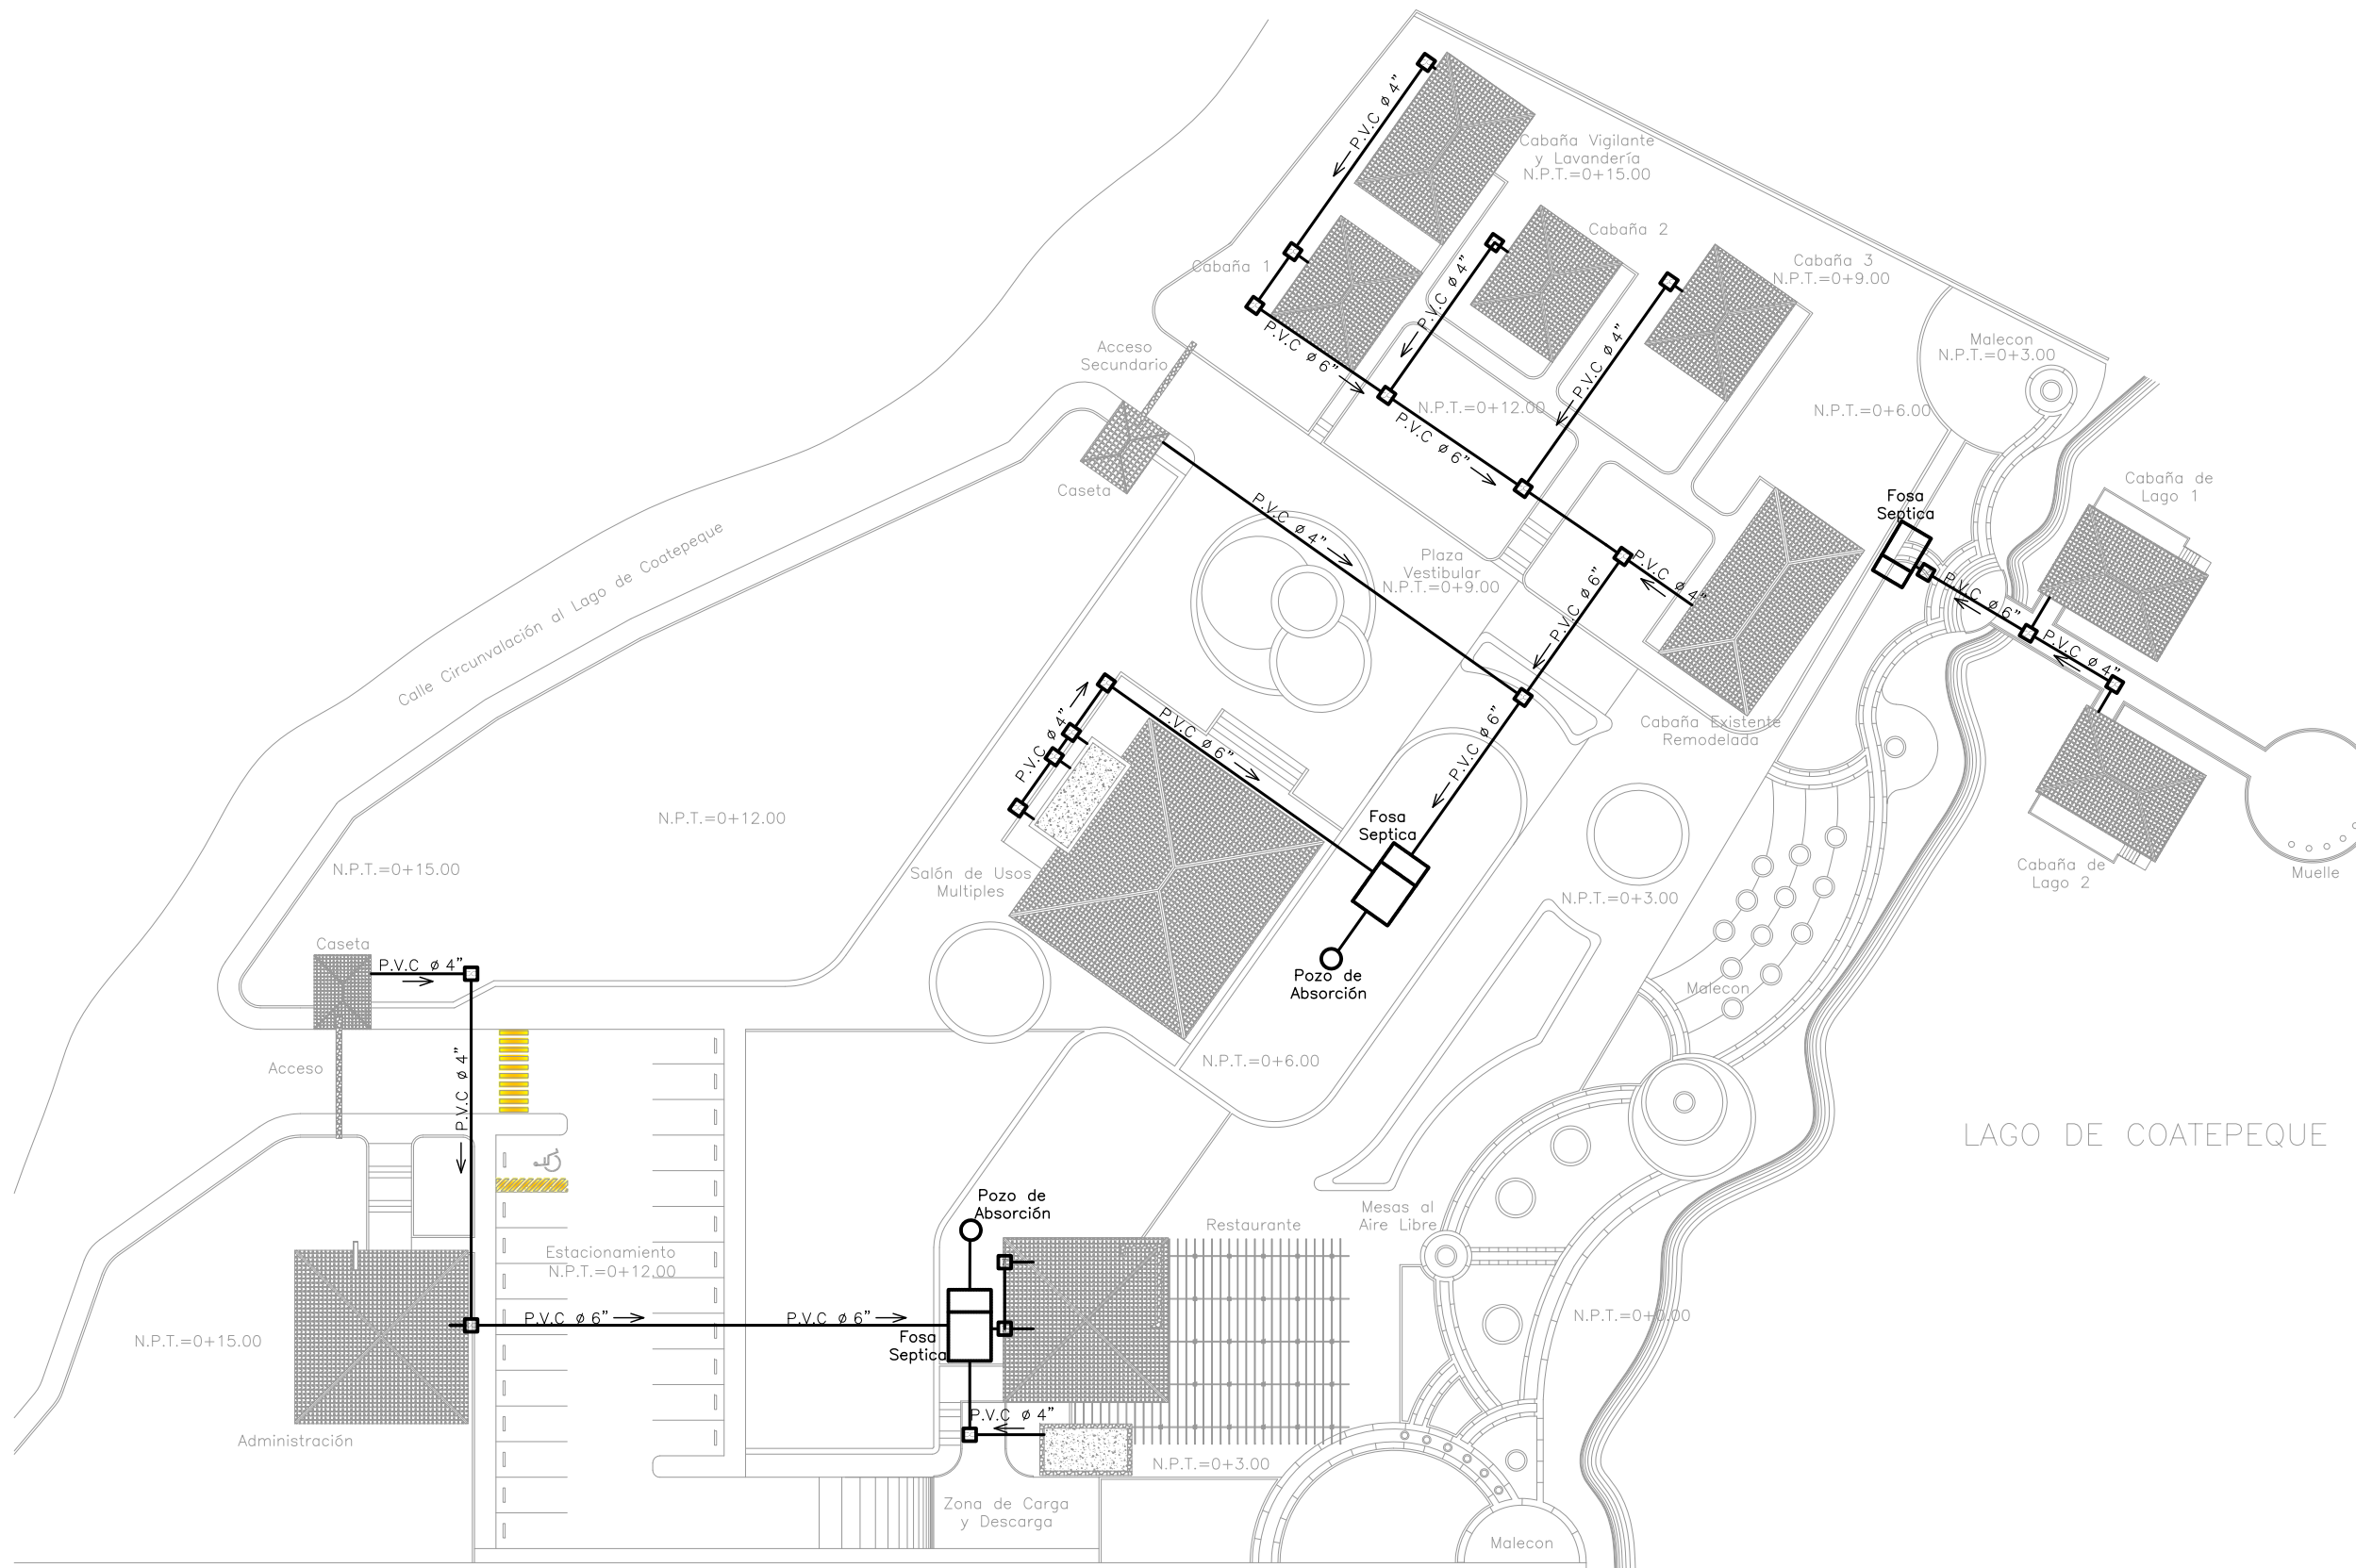 P.V.C ø 4"
Cabaña Vigilante
y Lavandería
N.P.T.=0+15.00
Cabaña 1
P.V.C ø 6"
Cabaña 2
P.V.C ø 4"
Cabaña 3
N.P.T.=0+9.00
P.V.C ø 4"
Malecon
N.P.T.=0+3.00
Acceso
Secundario
N.P.T.=0+12.00
N.P.T.=0+6.00
P.V.C ø 6"
Caseta
Cabaña de
Lago 1
Fosa
Septica
P.V.C ø 4"
Plaza
Vestibular
N.P.T.=0+9.00
P.V.C ø 4"
P.V.C ø 6"
P.V.C ø 6"
P.V.C ø 4"
Calle Circunvalación al Lago de Coatepeque
P.V.C ø 4"
P.V.C ø 6"
P.V.C ø 6"
Cabaña Existente
Remodelada
P.V.C ø 4"
N.P.T.=0+12.00
N.P.T.=0+15.00
Fosa
Septica
Salón de Usos
Multiples
N.P.T.=0+3.00
Cabaña de
Lago 2
Muelle
Caseta
P.V.C ø 4"
Pozo de
Absorción
Malecon
Acceso
P.V.C ø 4"
N.P.T.=0+6.00
LAGO DE COATEPEQUE
Pozo de
Absorción
Mesas al
Aire Libre
Restaurante
Estacionamiento
N.P.T.=0+12.00
P.V.C ø 6"
P.V.C ø 6"
Fosa
Septica
N.P.T.=0+0.00
N.P.T.=0+15.00
P.V.C ø 4"
Administración
N.P.T.=0+3.00
Zona de Carga
y Descarga
Malecon